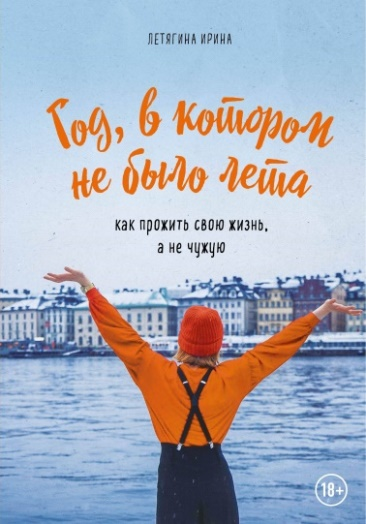 ЛЕТЯГИНА ИРИНА
Год, в котором
не было лета
как прожить свою жизнь,
а не чужую
18+